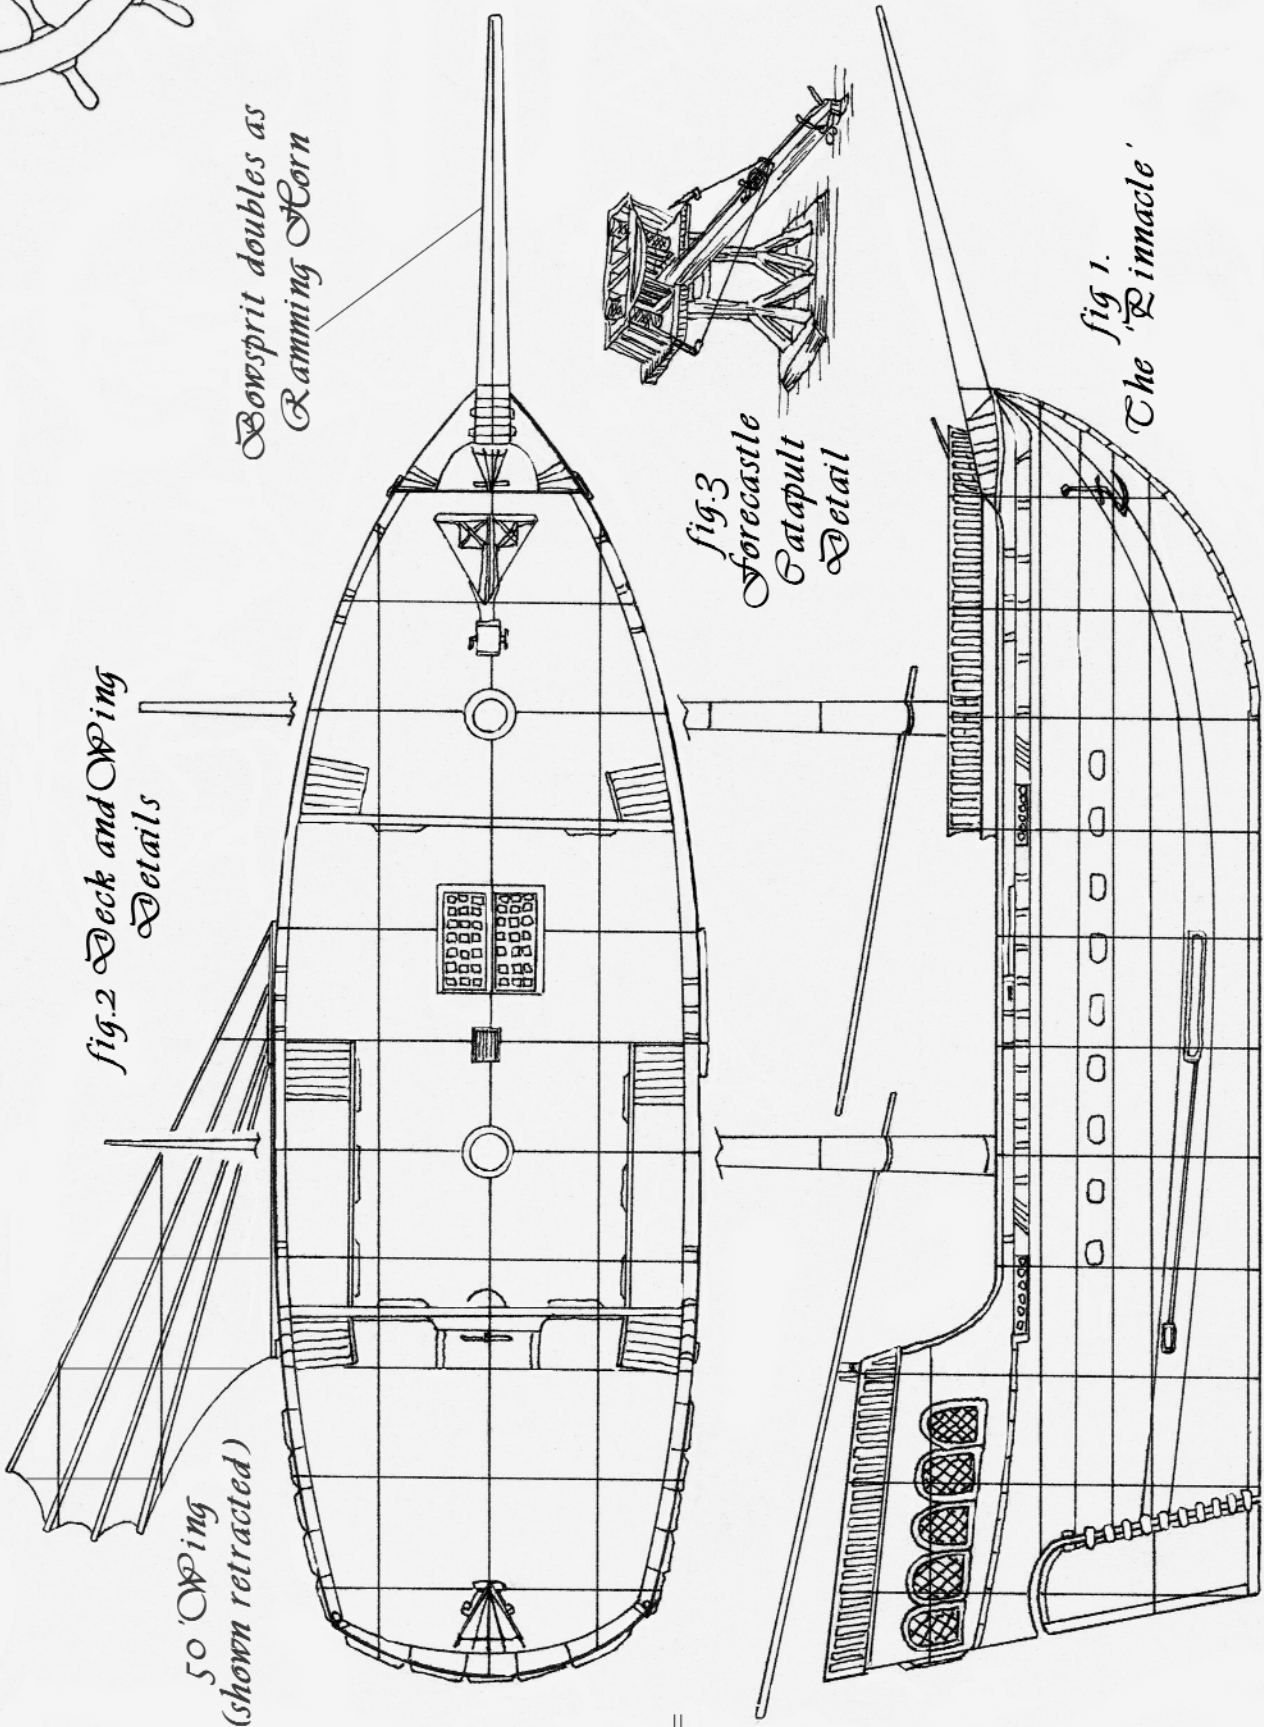 Bowsprit doubles as
Ramming Horn
fig.2 Deck and Wing
Details
50' Wing
(shown retracted)
fig.3
Forecastle
Catapult
Detail
fig 1.
The 'Pinnacle'